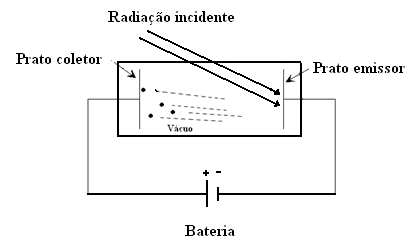 Radiação incidente
Prato coletor
Prato emissor
Vácuo
+ -
Bateria